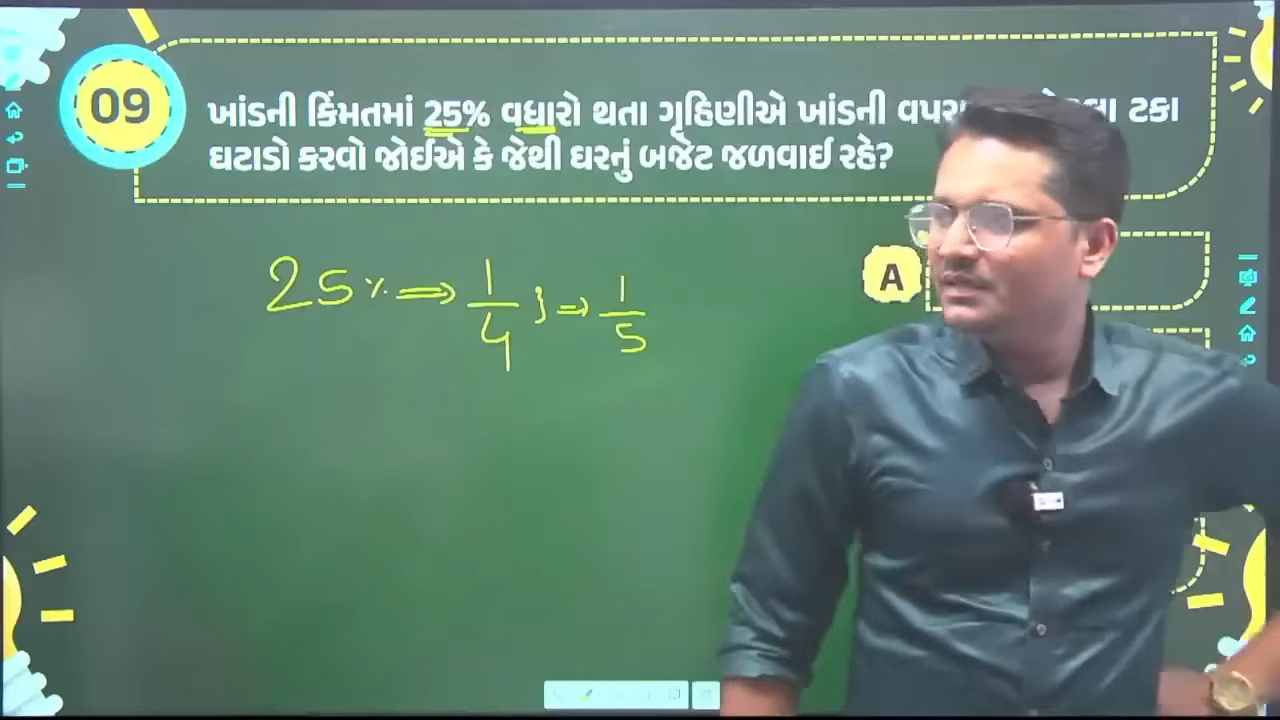 09
ખાંડની કિંમતમાં 25% વધારો થતા ગૃહિણીએ ખાંડની ટકા
ઘટાડો કરવો જોઈએ કે જેથી ઘરનું બજેટ જળવાઈ રહે?
A
25% ⇒ 1/4 } ⇒ 1/5